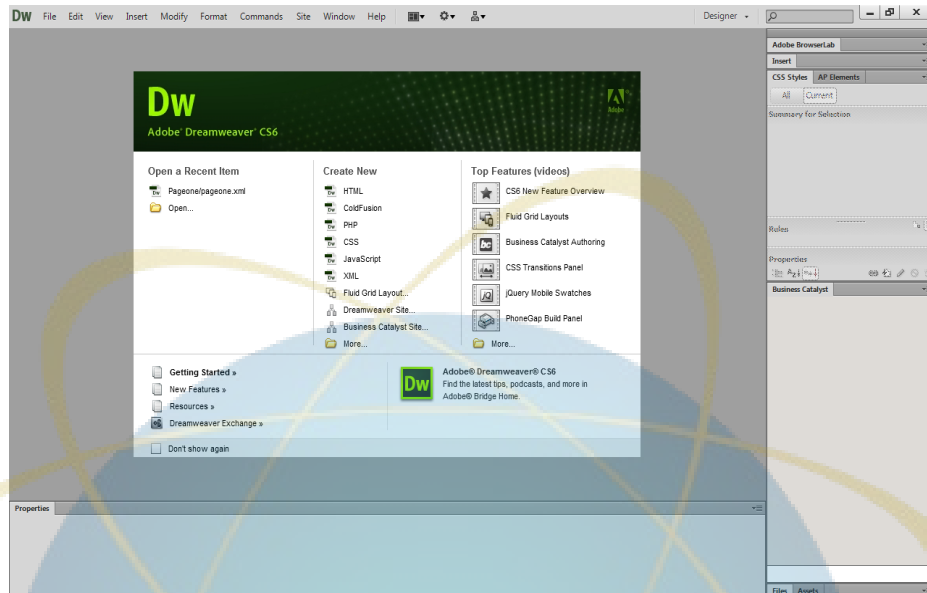 Dw File Edit View Insert Modify Format Commands Site Window Help Designer
Adobe BrowserLab
Insert
CSS Styles AP Elements
All Current
Summary for Selection
Rules
Properties
Business Catalyst
Files Assets
Dw
Adobe® Dreamweaver® CS6
Adobe
Open a Recent Item
Pageone/pageone.xml
Open...
Create New
HTML
ColdFusion
PHP
CSS
JavaScript
XML
Fluid Grid Layout...
Dreamweaver Site...
Business Catalyst Site...
More...
Top Features (videos)
CS6 New Feature Overview
Fluid Grid Layouts
bc Business Catalyst Authoring
CSS Transitions Panel
jQuery Mobile Swatches
PhoneGap Build Panel
More...
Getting Started »
New Features »
Resources »
Dreamweaver Exchange »
Dw
Adobe® Dreamweaver® CS6
Find the latest tips, podcasts, and more in
Adobe® Bridge Home.
Don't show again
Properties